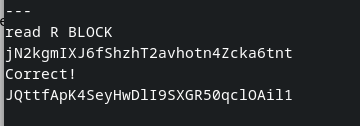 ---
read R BLOCK
jN2kgmIXJ6fShzhT2avhotn4Zcka6tnt
Correct!
JQttfApK4SeyHwDlI9SXGR50qclOAil1